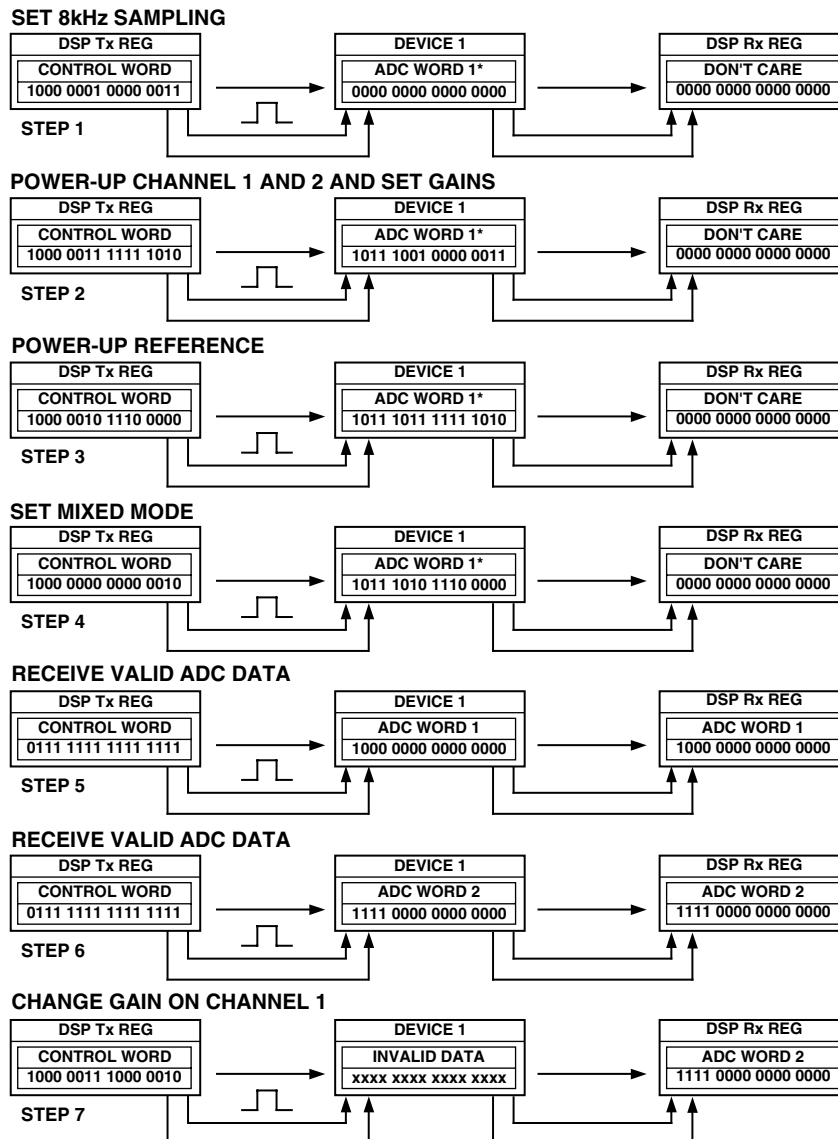 SET 8kHz SAMPLING
DSP Tx REG DEVICE 1 DSP Rx REG
CONTROL WORD ADC WORD 1* DON'T CARE
1000 0001 0000 0011 0000 0000 0000 0000 0000 0000 0000 0000
STEP 1
POWER-UP CHANNEL 1 AND 2 AND SET GAINS
DSP Tx REG DEVICE 1 DSP Rx REG
CONTROL WORD ADC WORD 1* DON'T CARE
1000 0011 1111 1010 1011 1001 0000 0011 0000 0000 0000 0000
STEP 2
POWER-UP REFERENCE
DSP Tx REG DEVICE 1 DSP Rx REG
CONTROL WORD ADC WORD 1* DON'T CARE
1000 0010 1110 0000 1011 1011 1111 1010 0000 0000 0000 0000
STEP 3
SET MIXED MODE
DSP Tx REG DEVICE 1 DSP Rx REG
CONTROL WORD ADC WORD 1* DON'T CARE
1000 0000 0000 0010 1011 1010 1110 0000 0000 0000 0000 0000
STEP 4
RECEIVE VALID ADC DATA
DSP Tx REG DEVICE 1 DSP Rx REG
CONTROL WORD ADC WORD 1 ADC WORD 1
0111 1111 1111 1111 1000 0000 0000 0000 1000 0000 0000 0000
STEP 5
RECEIVE VALID ADC DATA
DSP Tx REG DEVICE 1 DSP Rx REG
CONTROL WORD ADC WORD 2 ADC WORD 2
0111 1111 1111 1111 1111 0000 0000 0000 1111 0000 0000 0000
STEP 6
CHANGE GAIN ON CHANNEL 1
DSP Tx REG DEVICE 1 DSP Rx REG
CONTROL WORD INVALID DATA ADC WORD 2
1000 0011 1000 0010 xxxx xxxx xxxx xxxx 1111 0000 0000 0000
STEP 7